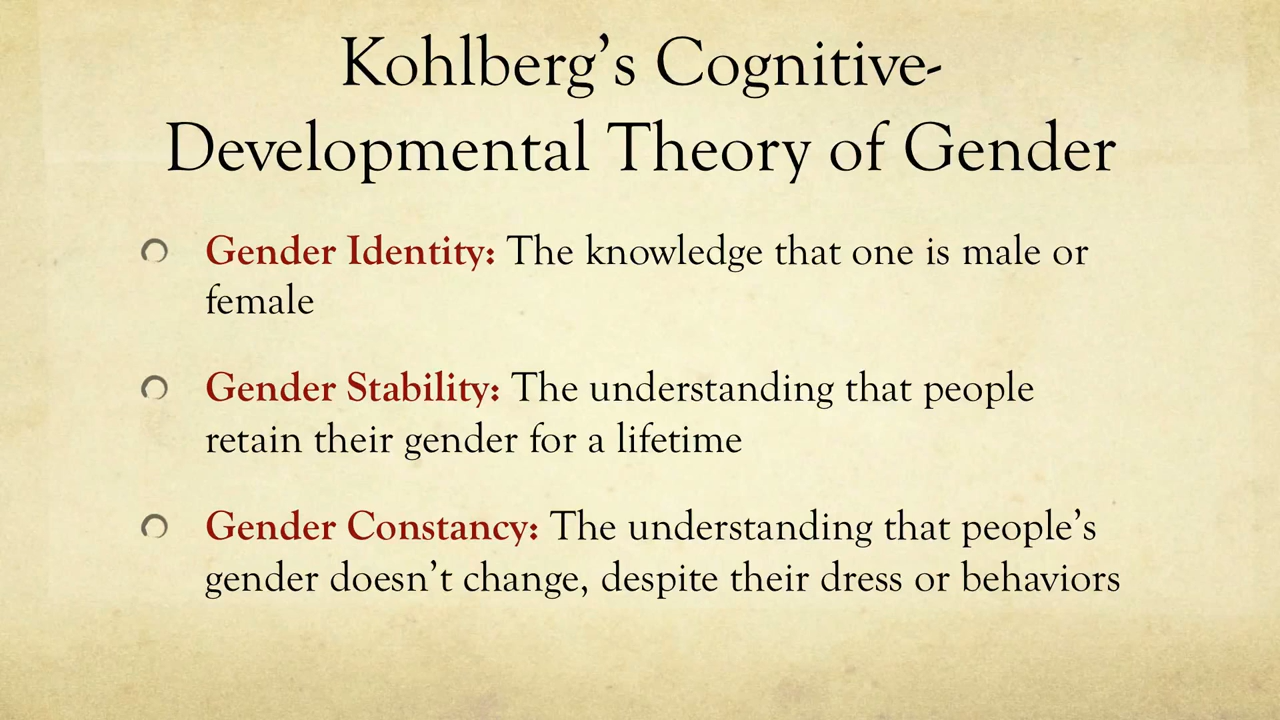 Kohlberg’s Cognitive-
Developmental Theory of Gender
Gender Identity: The knowledge that one is male or
female
Gender Stability: The understanding that people
retain their gender for a lifetime
Gender Constancy: The understanding that people’s
gender doesn’t change, despite their dress or behaviors